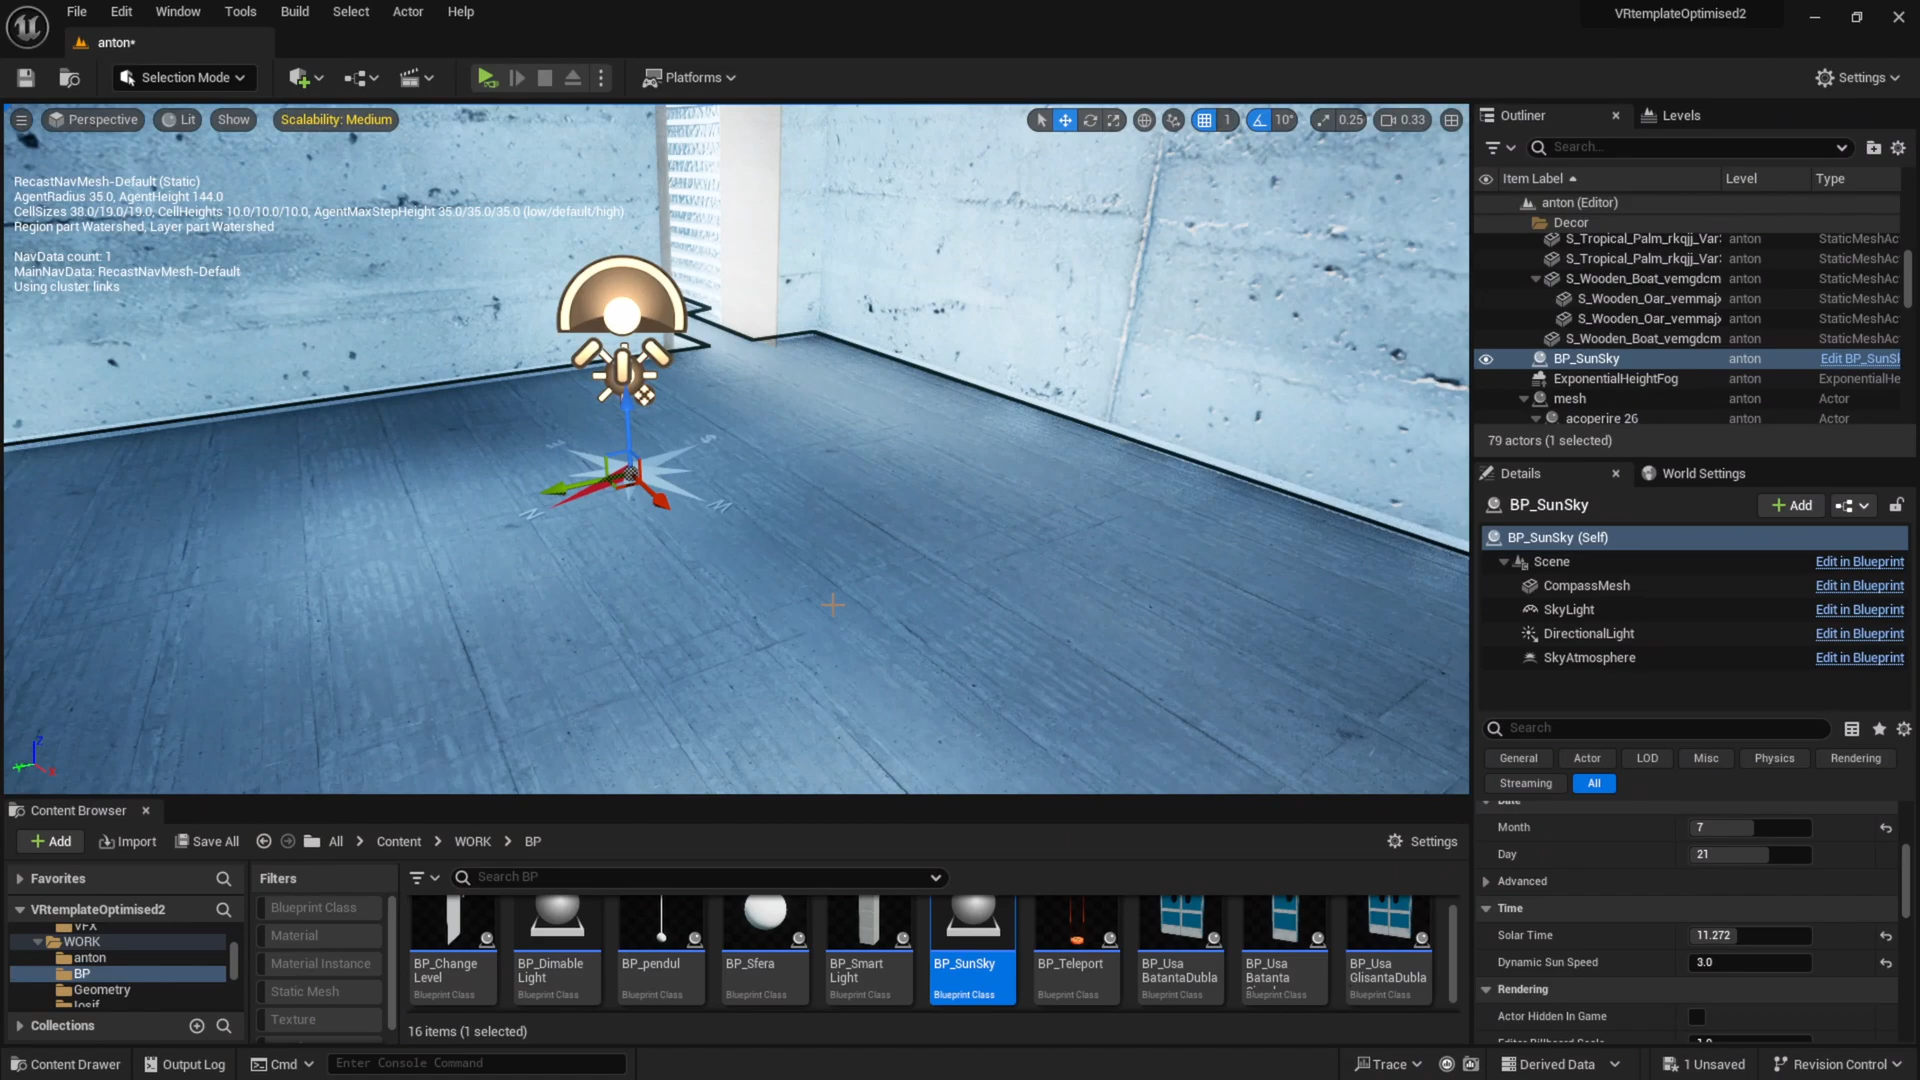 File Edit Window Tools Build Select Actor Help
VRtemplateOptimised2
anton*
Selection Mode
Platforms
Settings
Perspective Lit Show Scalability: Medium
1 10° 0.25 0.33
RecastNavMesh-Default (Static)
AgentRadius 35.0, AgentHeight 144.0
CellSizes 38.0/19.0/19.0, CellHeights 10.0/10.0/10.0, AgentMaxStepHeight 35.0/35.0/35.0 (low/default/high)
Region part Watershed, Layer part Watershed
NavData count: 1
MainNavData: RecastNavMesh-Default
Using cluster links
S
N
Z
Outliner Levels
Search...
Item Label Level Type
anton (Editor)
Decor
S_Tropical_Palm_rkqjj_Var: anton StaticMeshAc
S_Tropical_Palm_rkqjj_Var: anton StaticMeshAc
S_Wooden_Boat_vemgdcm anton StaticMeshAc
S_Wooden_Oar_vemmaj anton StaticMeshAc
S_Wooden_Oar_vemmaj anton StaticMeshAc
S_Wooden_Boat_vemgdcm anton StaticMeshAc
BP_SunSky anton Edit BP_SunSk
ExponentialHeightFog anton ExponentialHe
mesh anton Actor
acoperire 26 anton Actor
79 actors (1 selected)
Details World Settings
BP_SunSky Add
BP_SunSky (Self)
Scene Edit in Blueprint
CompassMesh Edit in Blueprint
SkyLight Edit in Blueprint
DirectionalLight Edit in Blueprint
SkyAtmosphere Edit in Blueprint
Search
General Actor LOD Misc Physics Rendering
Streaming All
Date
Month 7
Day 21
Advanced
Time
Solar Time 11.272
Dynamic Sun Speed 3.0
Rendering
Actor Hidden In Game
Editor Billboard Scale 1.0
Content Browser
Add Import Save All All Content WORK BP Settings
Favorites
VRtemplateOptimised2
VFX
WORK
anton
BP
Geometry
Iosif
Collections
Filters
Blueprint Class
Material
Material Instance
Static Mesh
Texture
Search BP
BP_Change Level
Blueprint Class
BP_Dimable Light
Blueprint Class
BP_pendul
Blueprint Class
BP_Sfera
Blueprint Class
BP_Smart Light
Blueprint Class
BP_SunSky
Blueprint Class
BP_Teleport
Blueprint Class
BP_Usa BatantaDubla
Blueprint Class
BP_Usa Batanta
Blueprint Class
BP_Usa GlisantaDubla
Blueprint Class
16 items (1 selected)
Content Drawer Output Log Cmd Enter Console Command Trace Derived Data 1 Unsaved Revision Control